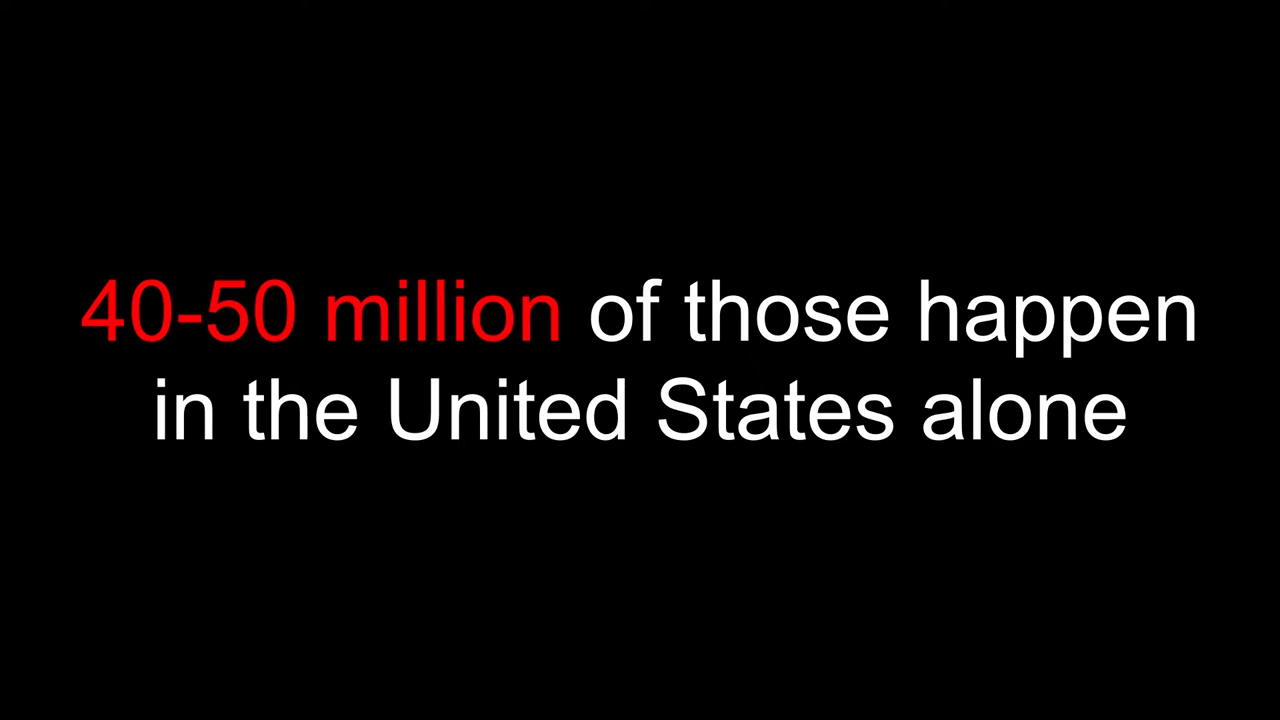 40-50 million of those happen
in the United States alone